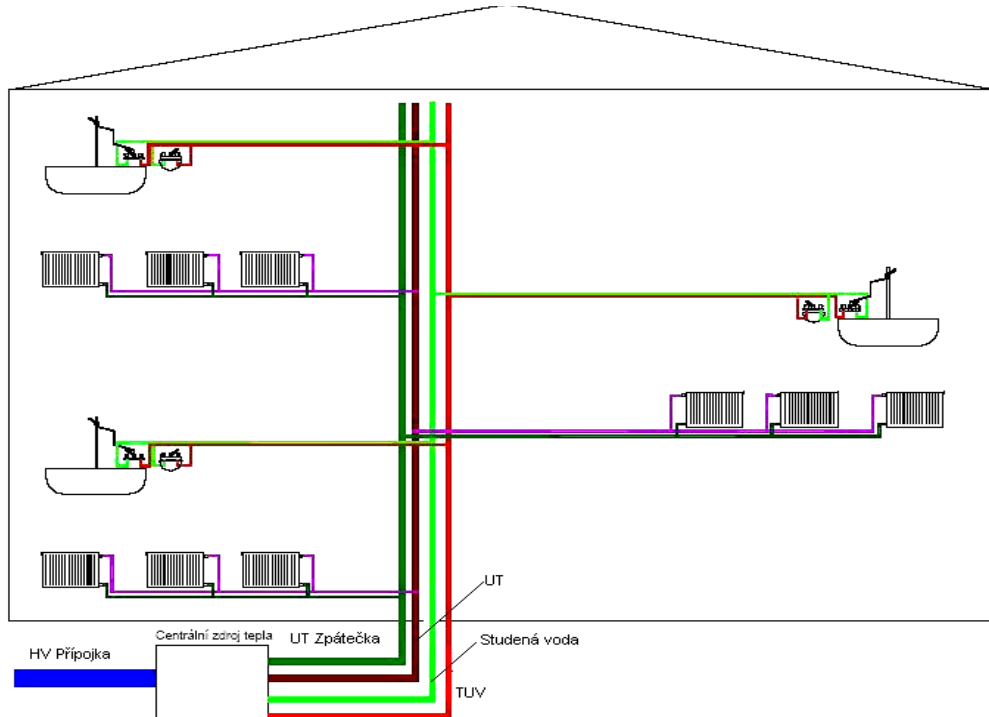 UT
Centrální zdroj tepla
UT Zpátečka
Studená voda
HV Přípojka
TUV